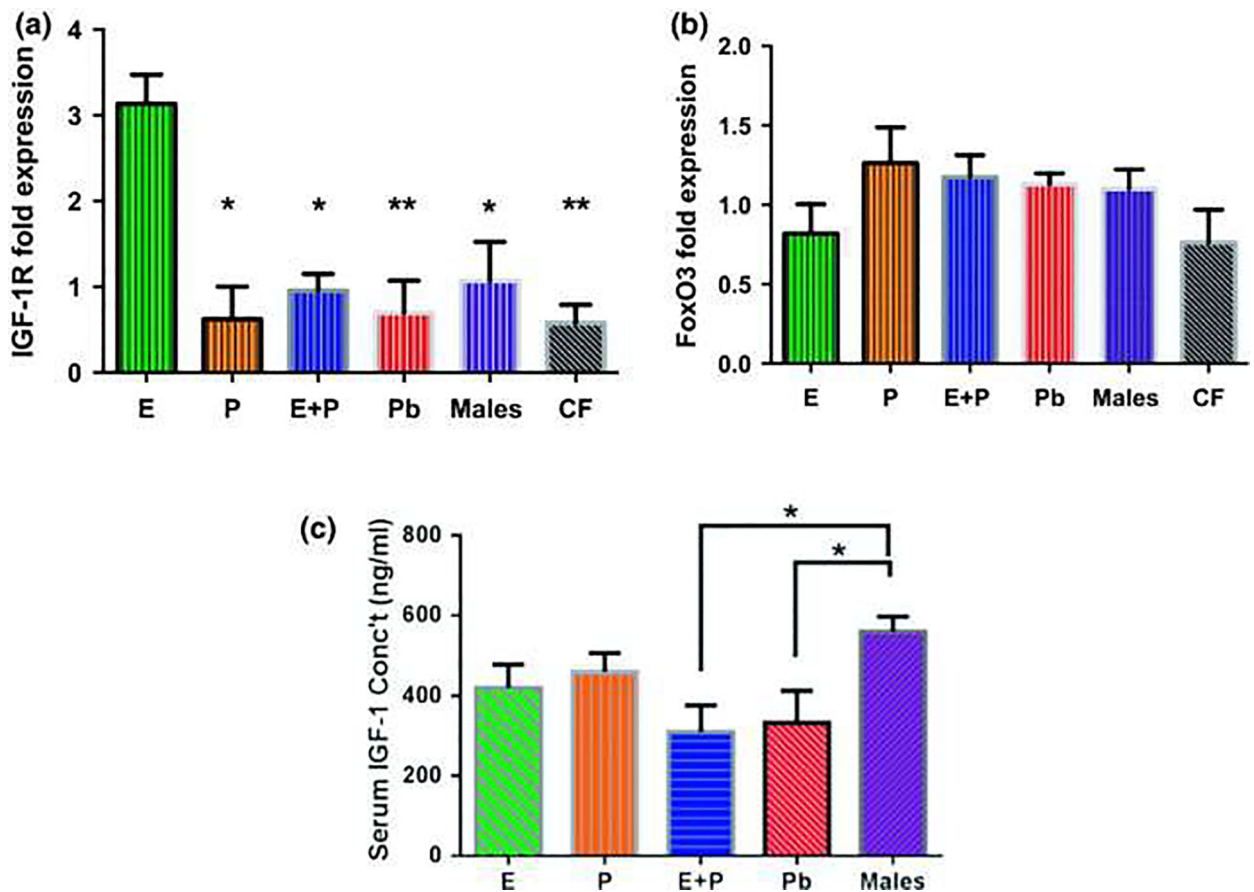 (a)
IGF-1R fold expression
4
3
2
1
0
* * ** * **
E P E+P Pb Males CF
(b)
FoxO3 fold expression
2.0
1.5
1.0
0.5
0.0
E P E+P Pb Males CF
(c)
Serum IGF-1 Conc't (ng/ml)
800
600
400
200
0
*
*
E P E+P Pb Males